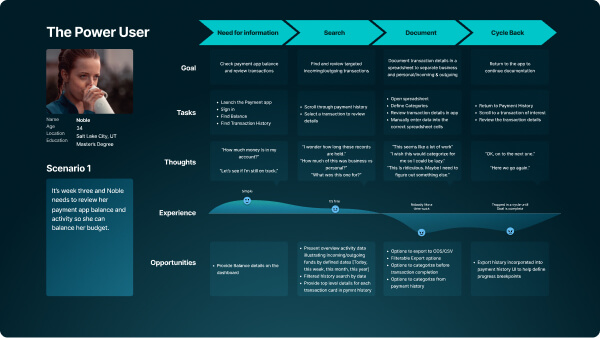 The Power User
Need for information
Search
Document
Cycle Back
Name Noble
Age 34
Location Salt Lake City, UT
Education Master's Degree
Scenario 1
It's week three and Noble
needs to review her
payment app balance and
activity so she can
balance her budget.
Goal
Check payment app balance
and review transactions
Find and review targeted
incoming/outgoing transactions
Document transaction details in a
spreadsheet to separate business
and personal/incoming & outgoing
Return to the app to
continue documentation
Tasks
• Launch the Payment app
• Sign in
• Find Balance
• Find Transaction History
• Scroll through payment history
• Select a transaction to review
details
• Open spreadsheet
• Define Categories
• Review transaction details in app
• Manually enter data into the
correct spreadsheet cells
• Return to Payment History
• Scroll to a transaction of interest
• Review the transaction details
Thoughts
"How much money is in my
account?"
"Let's see if I'm still on track."
"I wonder how long these records
are held."
"How much of this was business vs
personal?"
"What was this one for?"
"This seems like a lot of work"
"I wish this would categorize for
me so I could be lazy."
"This is ridiculous. Maybe I need to
figure out something else."
"OK, on to the next one."
"Here we go again."
Experience
Simple
It's fine
Nobody Has
time
Trapped in a cycle until
Goal is complete
Opportunities
• Provide Balance details on the
dashboard
• Present overview activity data
illustrating incoming/outgoing
funds by defined dates [Today,
this week, this month, this year]
• Filtered history search by date
• Provide top level details for each
transaction card in pymnt history
• Options to export to ODS/CSV
• Filterable Export options
• Options to categorize before
transaction completion
• Options to categorize from
payment history
• Export history incorporated into
payment history UI to help define
progress breakpoints